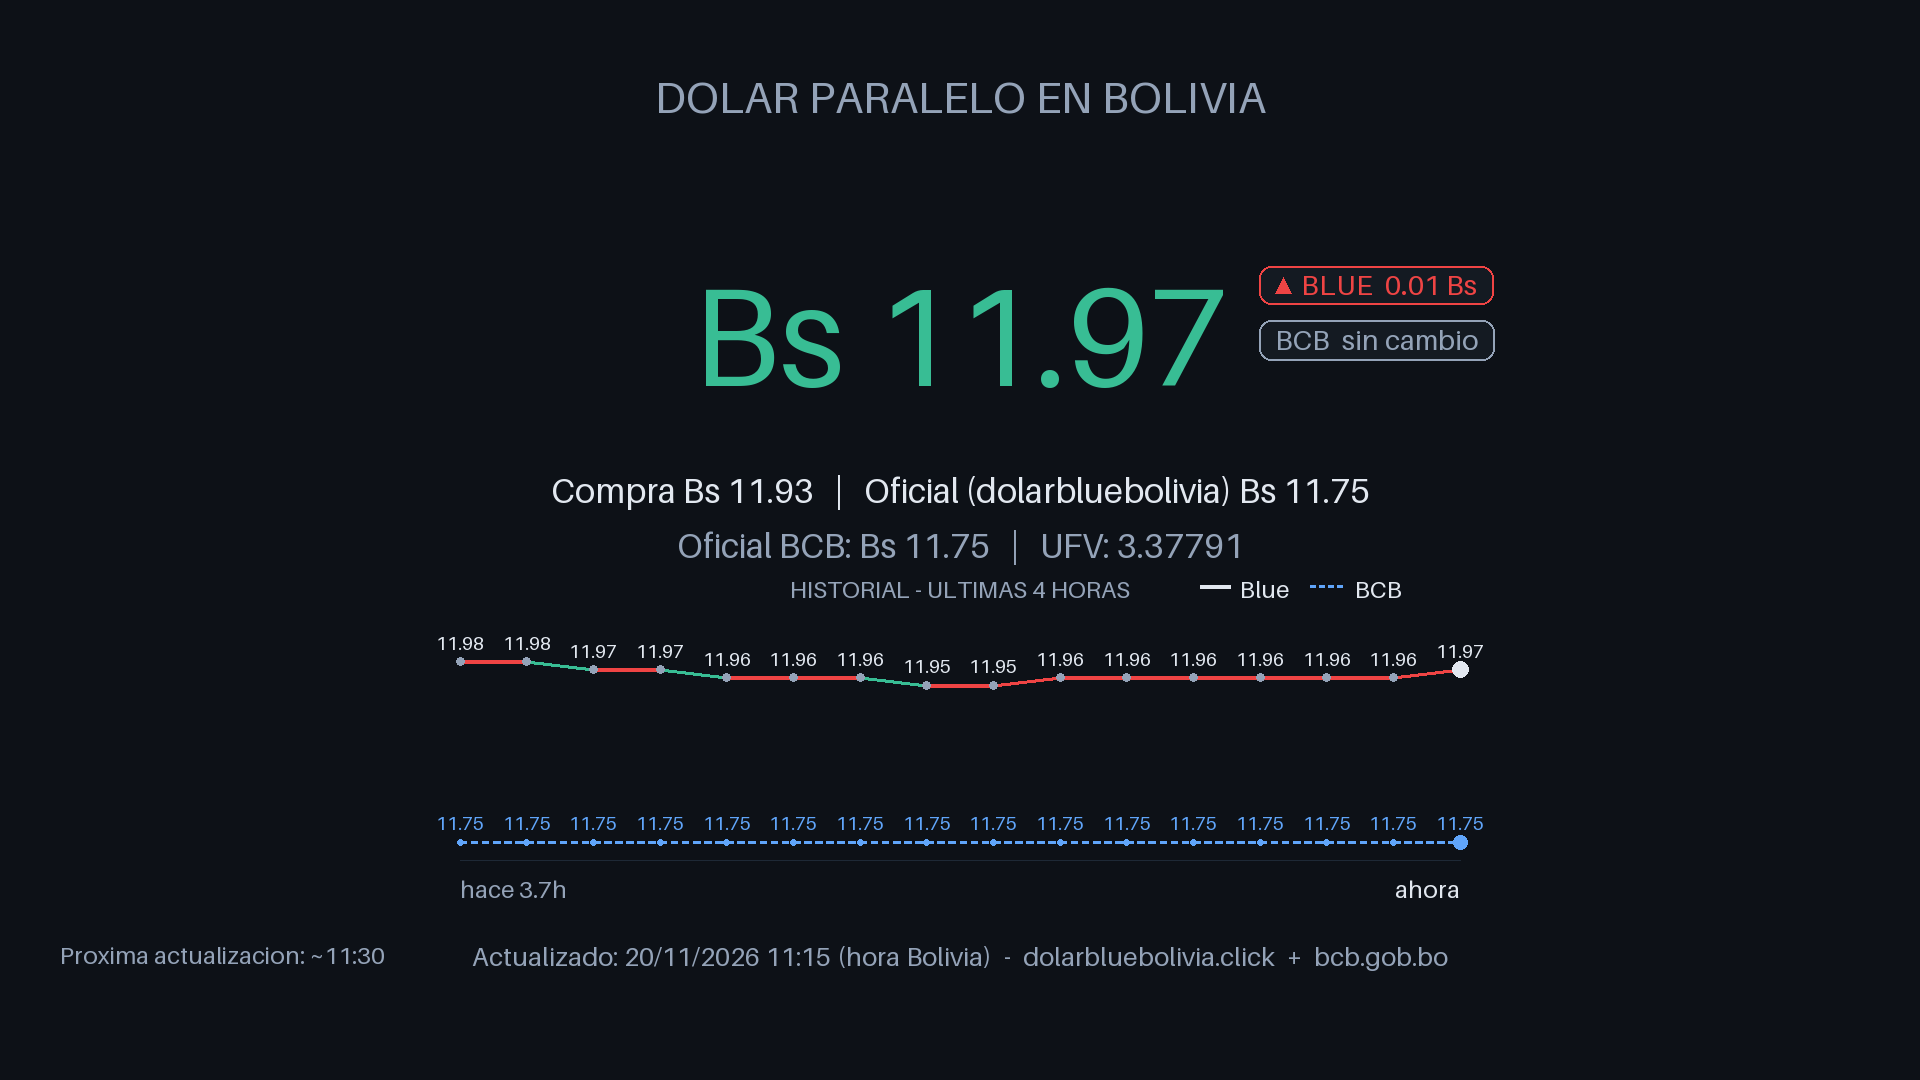 DOLAR PARALELO EN BOLIVIA
Bs 11.97
▲ BLUE 0.01 Bs
BCB sin cambio
Compra Bs 11.93 | Oficial (dolarbluebolivia) Bs 11.75
Oficial BCB: Bs 11.75 | UFV: 3.37791
HISTORIAL - ULTIMAS 4 HORAS Blue BCB
11.98 11.98 11.97 11.97 11.96 11.96 11.96 11.95 11.95 11.96 11.96 11.96 11.96 11.96 11.96 11.97
11.75 11.75 11.75 11.75 11.75 11.75 11.75 11.75 11.75 11.75 11.75 11.75 11.75 11.75 11.75 11.75
hace 3.7h ahora
Proxima actualizacion: ~11:30 Actualizado: 20/11/2026 11:15 (hora Bolivia) - dolarbluebolivia.click + bcb.gob.bo